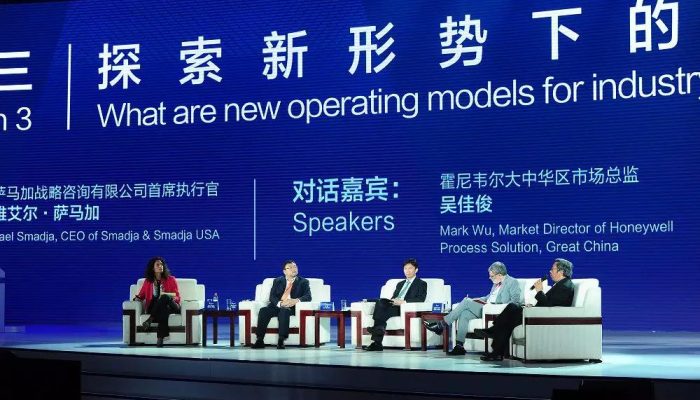 三 探索新形势下的
n 3 What are new operating models for industry
萨马加战略咨询有限公司首席执行官
维艾尔·萨马加
ael Smadja, CEO of Smadja & Smadja USA
对话嘉宾：
Speakers
霍尼韦尔大中华区市场总监
吴佳俊
Mark Wu, Market Director of Honeywell
Process Solution, Great China